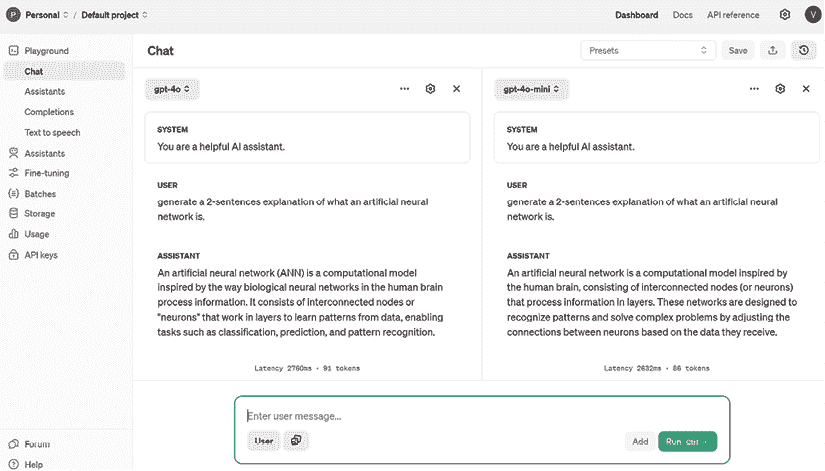 P Personal / Default project
Dashboard Docs API reference V
Playground
Chat
Assistants
Completions
Text to speech
Assistants
Fine-tuning
Batches
Storage
Usage
API keys
Forum
Help
Chat
Presets Save
gpt-4o
SYSTEM
You are a helpful AI assistant.
USER
generate a 2-sentences explanation of what an artificial neural
network is.
ASSISTANT
An artificial neural network (ANN) is a computational model
inspired by the way biological neural networks in the human brain
process information. It consists of interconnected nodes or
"neurons" that work in layers to learn patterns from data, enabling
tasks such as classification, prediction, and pattern recognition.
Latency 2760ms • 91 tokens
gpt-4o-mini
SYSTEM
You are a helpful AI assistant.
USER
generate a 2-sentences explanation of what an artificial neural
network is.
ASSISTANT
An artificial neural network is a computational model inspired by
the human brain, consisting of interconnected nodes (or neurons)
that process information in layers. These networks are designed to
recognize patterns and solve complex problems by adjusting the
connections between neurons based on the data they receive.
Latency 2632ms • 86 tokens
Enter user message...
User Add Run Ctrl